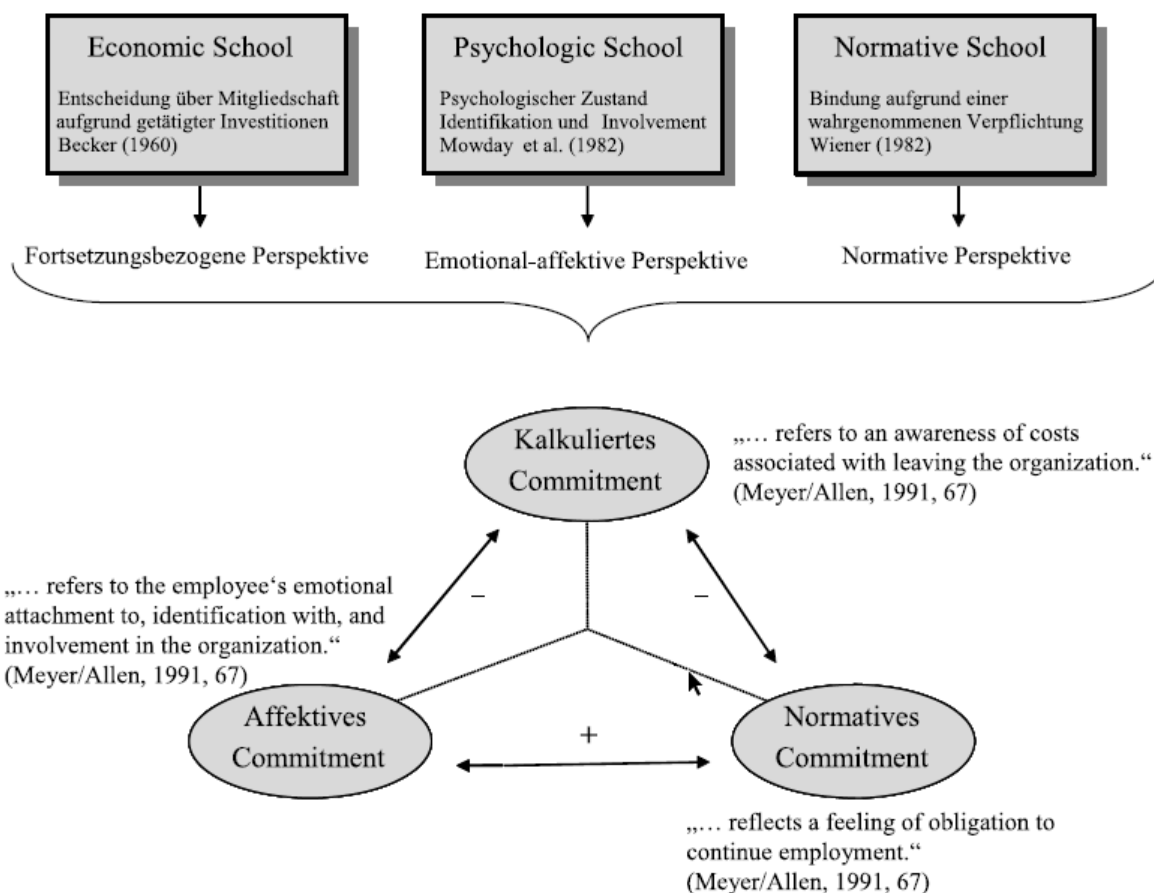 Economic School
Entscheidung über Mitgliedschaft
aufgrund getätigter Investitionen
Becker (1960)
Psychologic School
Psychologischer Zustand
Identifikation und Involvement
Mowday et al. (1982)
Normative School
Bindung aufgrund einer
wahrgenommenen Verpflichtung
Wiener (1982)
Fortsetzungsbezogene Perspektive
Emotional-affektive Perspektive
Normative Perspektive
Kalkuliertes
Commitment
„… refers to an awareness of costs
associated with leaving the organization.“
(Meyer/Allen, 1991, 67)
„… refers to the employee‘s emotional
attachment to, identification with, and
involvement in the organization.“
(Meyer/Allen, 1991, 67)
–
–
Affektives
Commitment
+
Normatives
Commitment
„… reflects a feeling of obligation to
continue employment.“
(Meyer/Allen, 1991, 67)